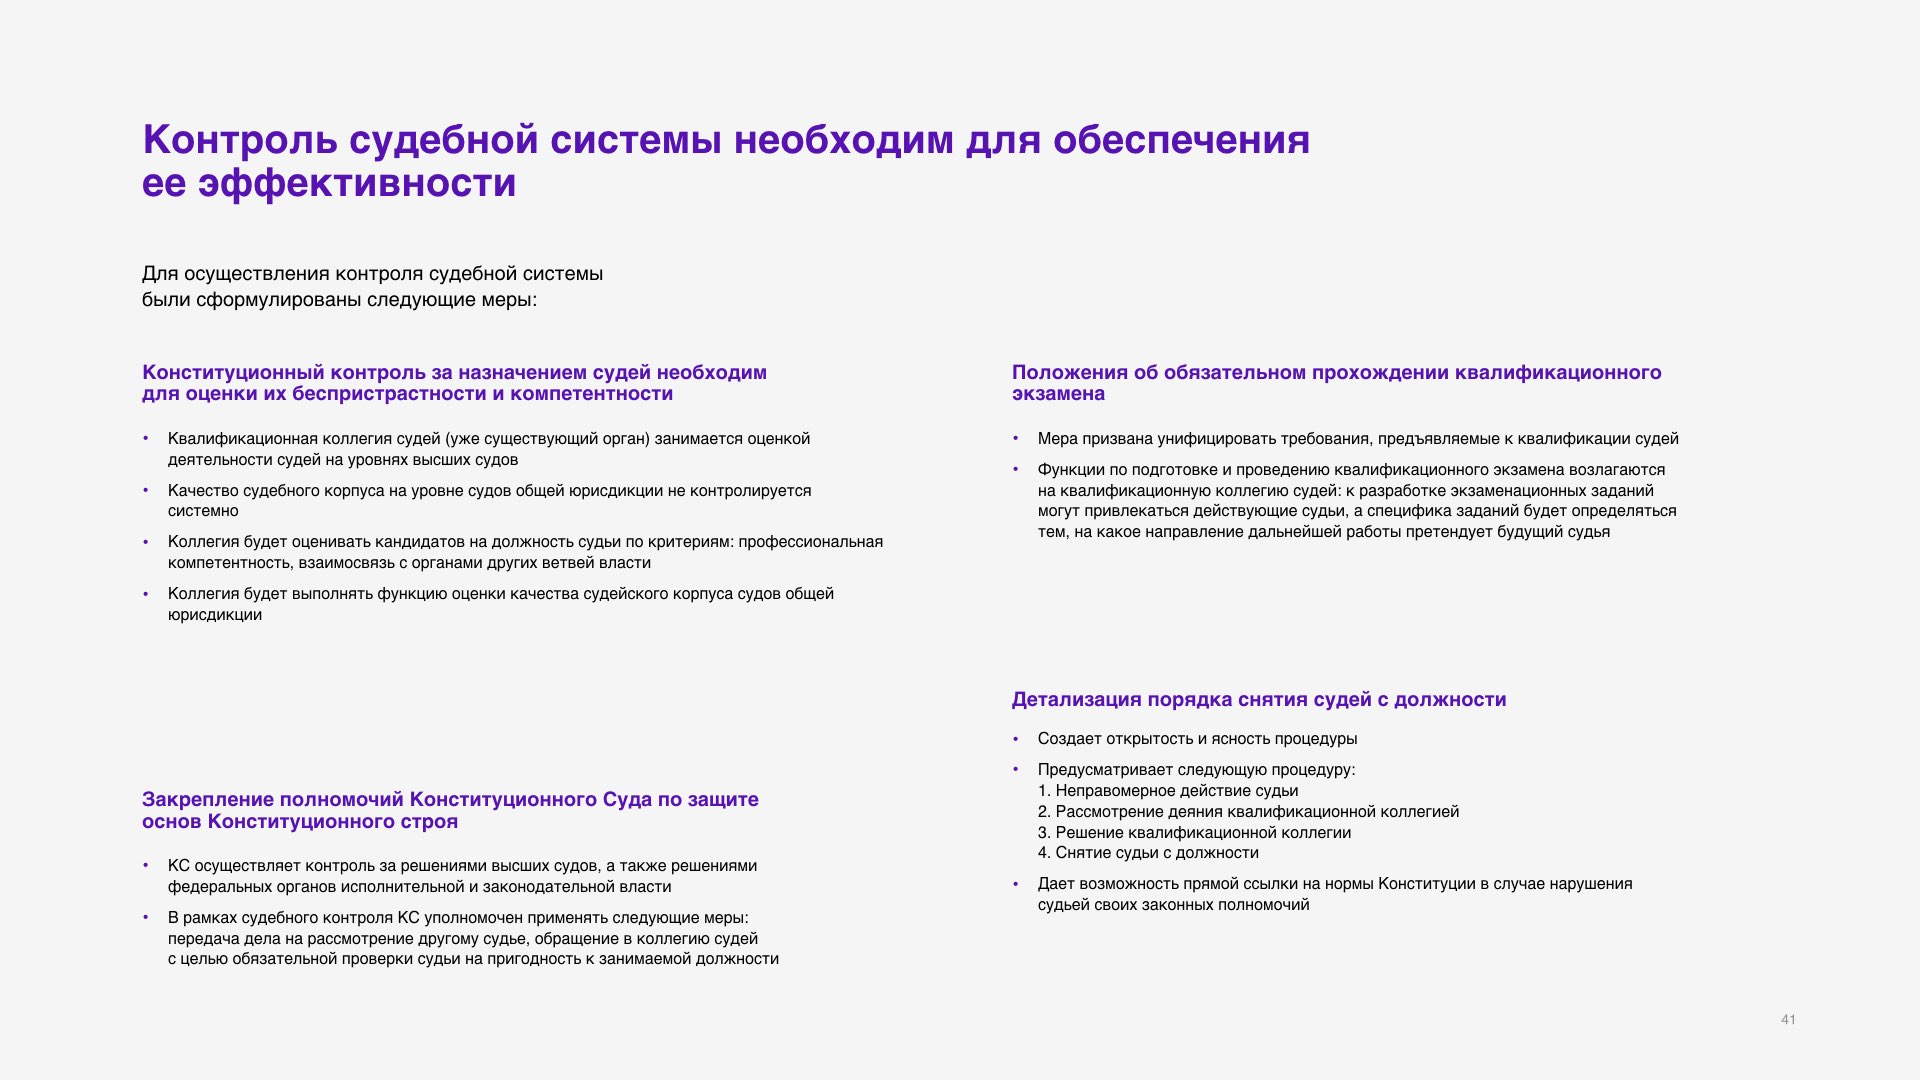 Контроль судебной системы необходим для обеспечения
ее эффективности
Для осуществления контроля судебной системы
были сформулированы следующие меры:
Конституционный контроль за назначением судей необходим
для оценки их беспристрастности и компетентности
• Квалификационная коллегия судей (уже существующий орган) занимается оценкой
деятельности судей на уровнях высших судов
• Качество судебного корпуса на уровне судов общей юрисдикции не контролируется
системно
• Коллегия будет оценивать кандидатов на должность судьи по критериям: профессиональная
компетентность, взаимосвязь с органами других ветвей власти
• Коллегия будет выполнять функцию оценки качества судейского корпуса судов общей
юрисдикции
Закрепление полномочий Конституционного Суда по защите
основ Конституционного строя
• КС осуществляет контроль за решениями высших судов, а также решениями
федеральных органов исполнительной и законодательной власти
• В рамках судебного контроля КС уполномочен применять следующие меры:
передача дела на рассмотрение другому судье, обращение в коллегию судей
с целью обязательной проверки судьи на пригодность к занимаемой должности
Положения об обязательном прохождении квалификационного
экзамена
• Мера призвана унифицировать требования, предъявляемые к квалификации судей
• Функции по подготовке и проведению квалификационного экзамена возлагаются
на квалификационную коллегию судей: к разработке экзаменационных заданий
могут привлекаться действующие судьи, а специфика заданий будет определяться
тем, на какое направление дальнейшей работы претендует будущий судья
Детализация порядка снятия судей с должности
• Создает открытость и ясность процедуры
• Предусматривает следующую процедуру:
1. Неправомерное действие судьи
2. Рассмотрение деяния квалификационной коллегией
3. Решение квалификационной коллегии
4. Снятие судьи с должности
• Дает возможность прямой ссылки на нормы Конституции в случае нарушения
судьей своих законных полномочий
41